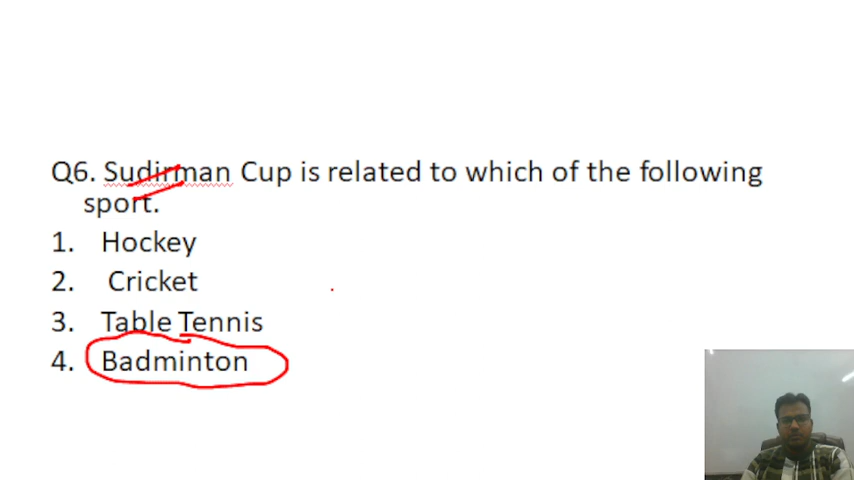 Q6. Sudirman Cup is related to which of the following
sport.
1. Hockey
2. Cricket
3. Table Tennis
4. Badminton